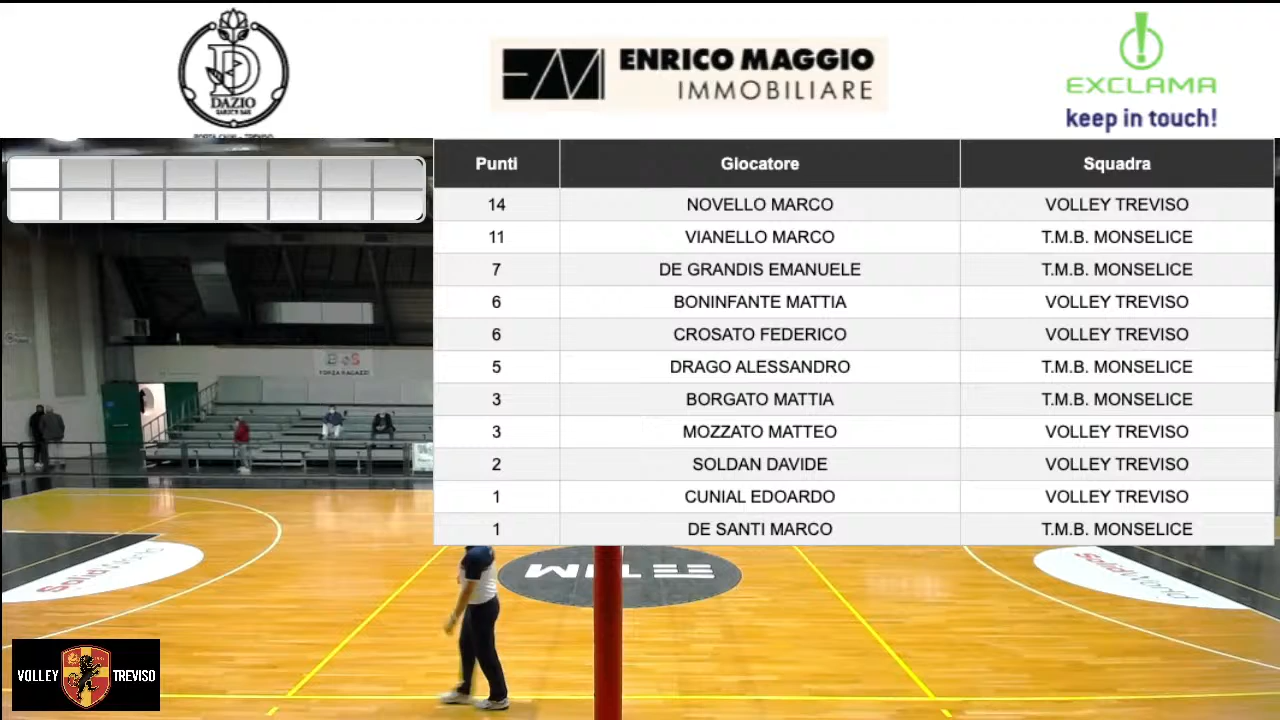 DAZIO
ENRICO MAGGIO
IMMOBILIARE
EXCLAMA
keep in touch!
Punti Giocatore Squadra
14 NOVELLO MARCO VOLLEY TREVISO
11 VIANELLO MARCO T.M.B. MONSELICE
7 DE GRANDIS EMANUELE T.M.B. MONSELICE
6 BONINFANTE MATTIA VOLLEY TREVISO
6 CROSATO FEDERICO VOLLEY TREVISO
5 DRAGO ALESSANDRO T.M.B. MONSELICE
3 BORGATO MATTIA T.M.B. MONSELICE
3 MOZZATO MATTEO VOLLEY TREVISO
2 SOLDAN DAVIDE VOLLEY TREVISO
1 CUNIAL EDOARDO VOLLEY TREVISO
1 DE SANTI MARCO T.M.B. MONSELICE
FORZA RAGAZZI
VOLLEY TREVISO